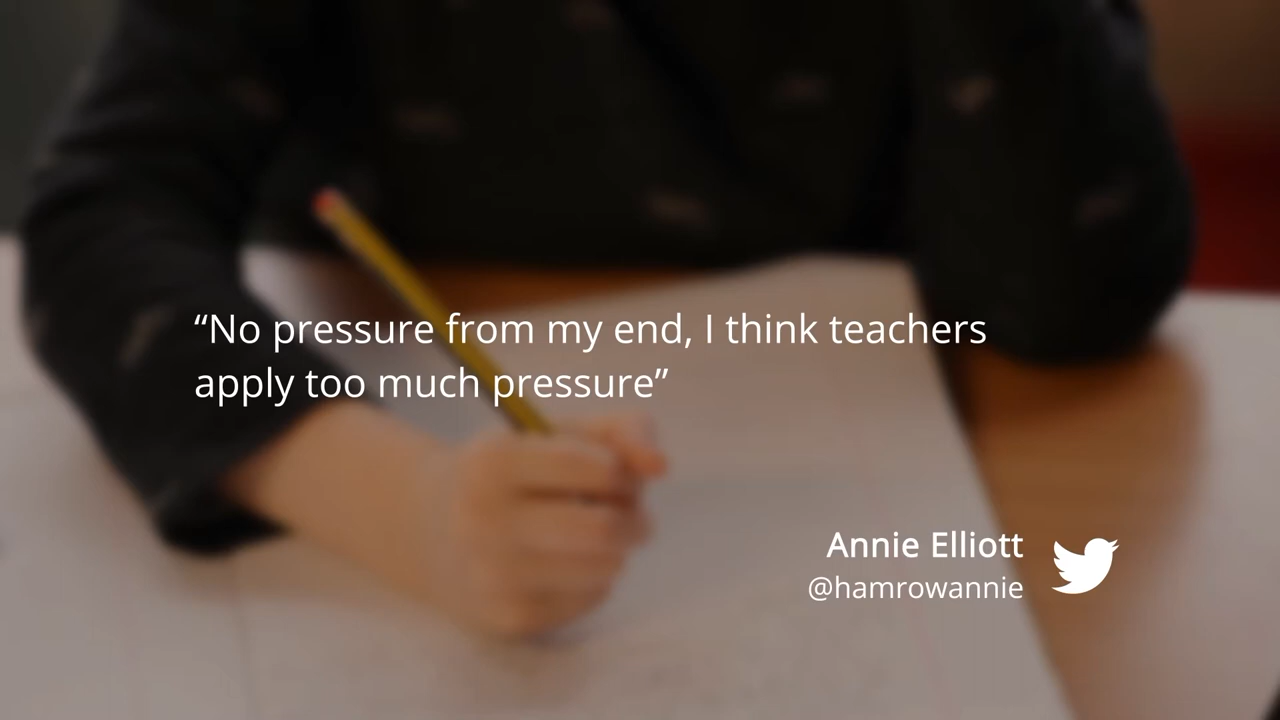 “No pressure from my end, I think teachers
apply too much pressure”
Annie Elliott
@hamrowannie